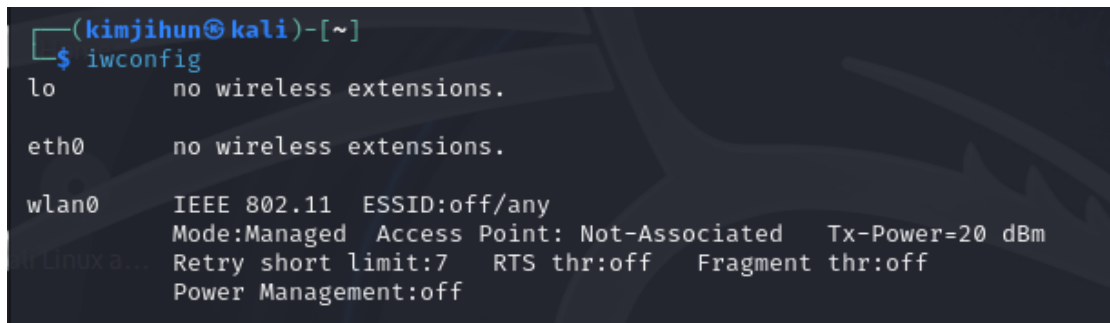 (kimjihun㉿kali)-[~]
$ iwconfig
lo        no wireless extensions.
eth0      no wireless extensions.
wlan0     IEEE 802.11  ESSID:off/any
Mode:Managed  Access Point: Not-Associated   Tx-Power=20 dBm
Retry short limit:7   RTS thr:off   Fragment thr:off
Power Management:off